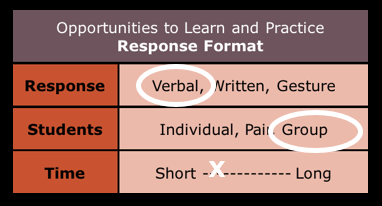 Opportunities to Learn and Practice
Response Format
Response Verbal, Written, Gesture
Students Individual, Pair, Group
Time Short ------------ Long
X